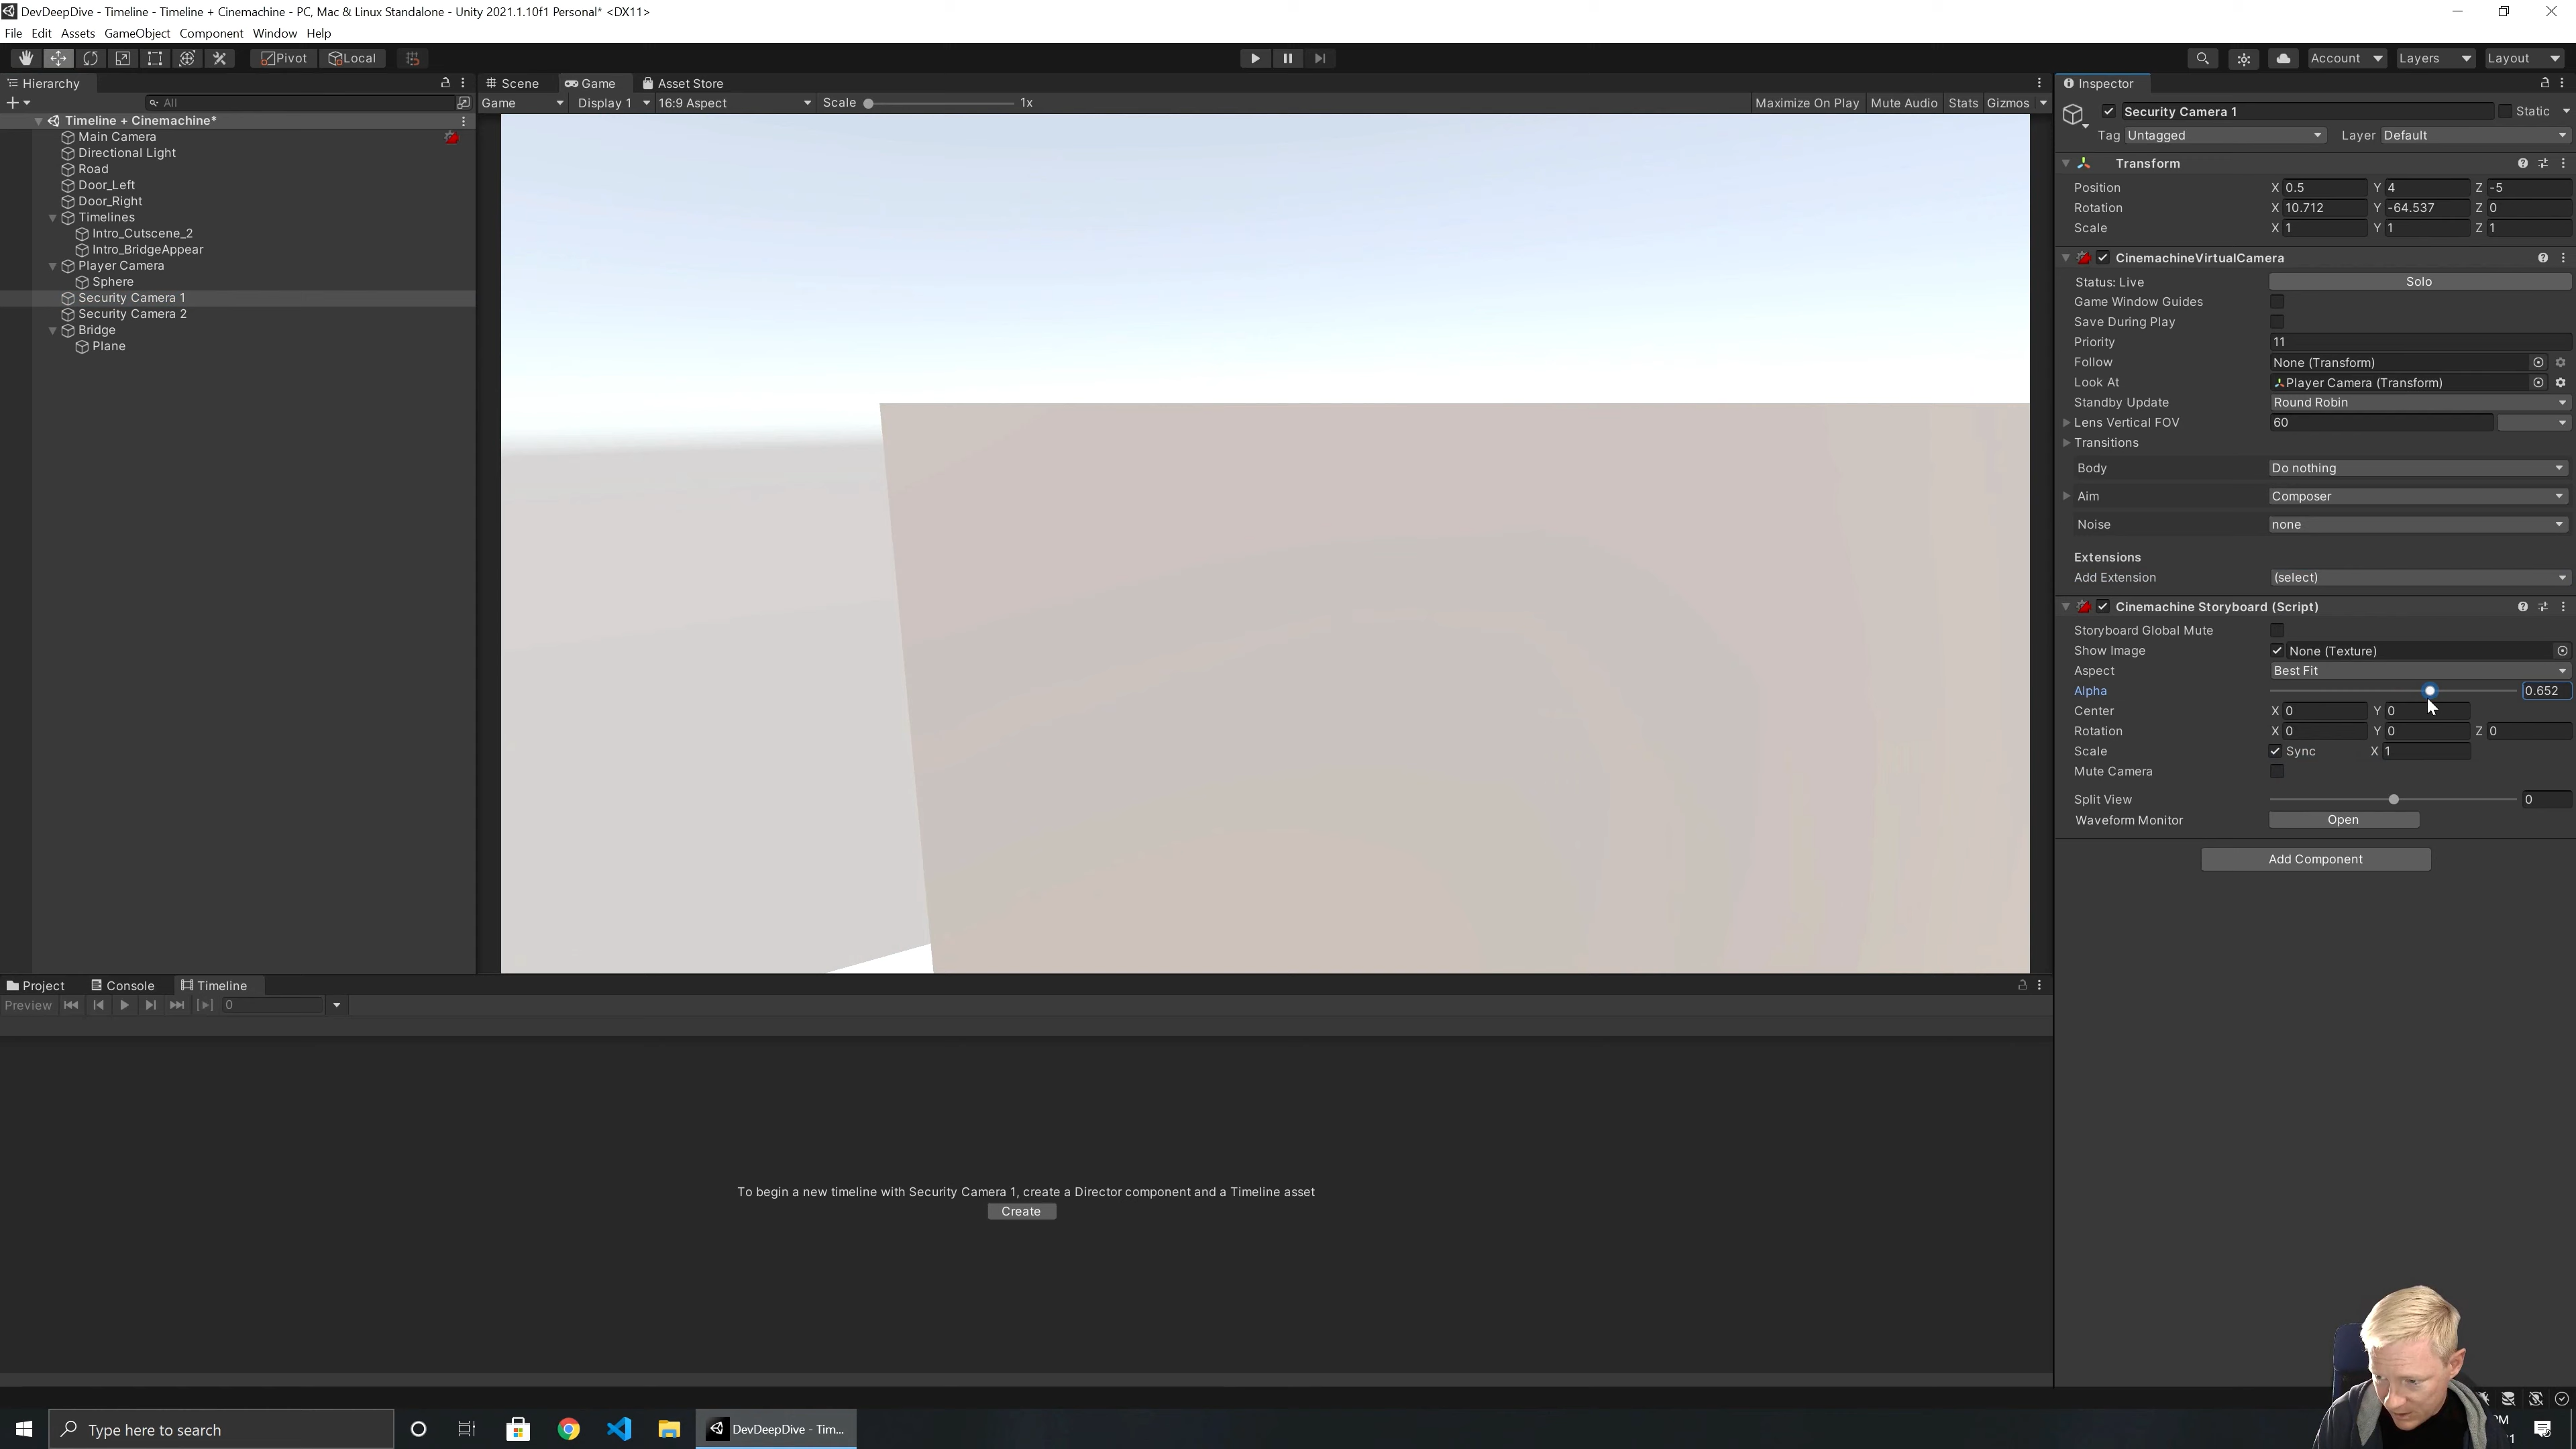 DevDeepDive - Timeline - Timeline + Cinemachine - PC, Mac & Linux Standalone - Unity 2021.1.10f1 Personal* <DX11>
File Edit Assets GameObject Component Window Help
Pivot Local Account Layers Layout
Hierarchy Scene Game Asset Store Inspector
All Game Display 1 16:9 Aspect Scale 1x Maximize On Play Mute Audio Stats Gizmos
Timeline + Cinemachine*
Main Camera
Directional Light
Road
Door_Left
Door_Right
Timelines
Intro_Cutscene_2
Intro_BridgeAppear
Player Camera
Sphere
Security Camera 1
Security Camera 2
Bridge
Plane
Security Camera 1 Static
Tag Untagged Layer Default
Transform
Position X 0.5 Y 4 Z -5
Rotation X 10.712 Y -64.537 Z 0
Scale X 1 Y 1 Z 1
CinemachineVirtualCamera
Status: Live Solo
Game Window Guides
Save During Play
Priority 11
Follow None (Transform)
Look At Player Camera (Transform)
Standby Update Round Robin
Lens Vertical FOV 60
Transitions
Body Do nothing
Aim Composer
Noise none
Extensions
Add Extension (select)
Cinemachine Storyboard (Script)
Storyboard Global Mute
Show Image None (Texture)
Aspect Best Fit
Alpha 0.652
Center X 0 Y 0
Rotation X 0 Y 0 Z 0
Scale Sync X 1
Mute Camera
Split View 0
Waveform Monitor Open
Add Component
Project Console Timeline
Preview 0
To begin a new timeline with Security Camera 1, create a Director component and a Timeline asset
Create
Type here to search DevDeepDive - Tim...